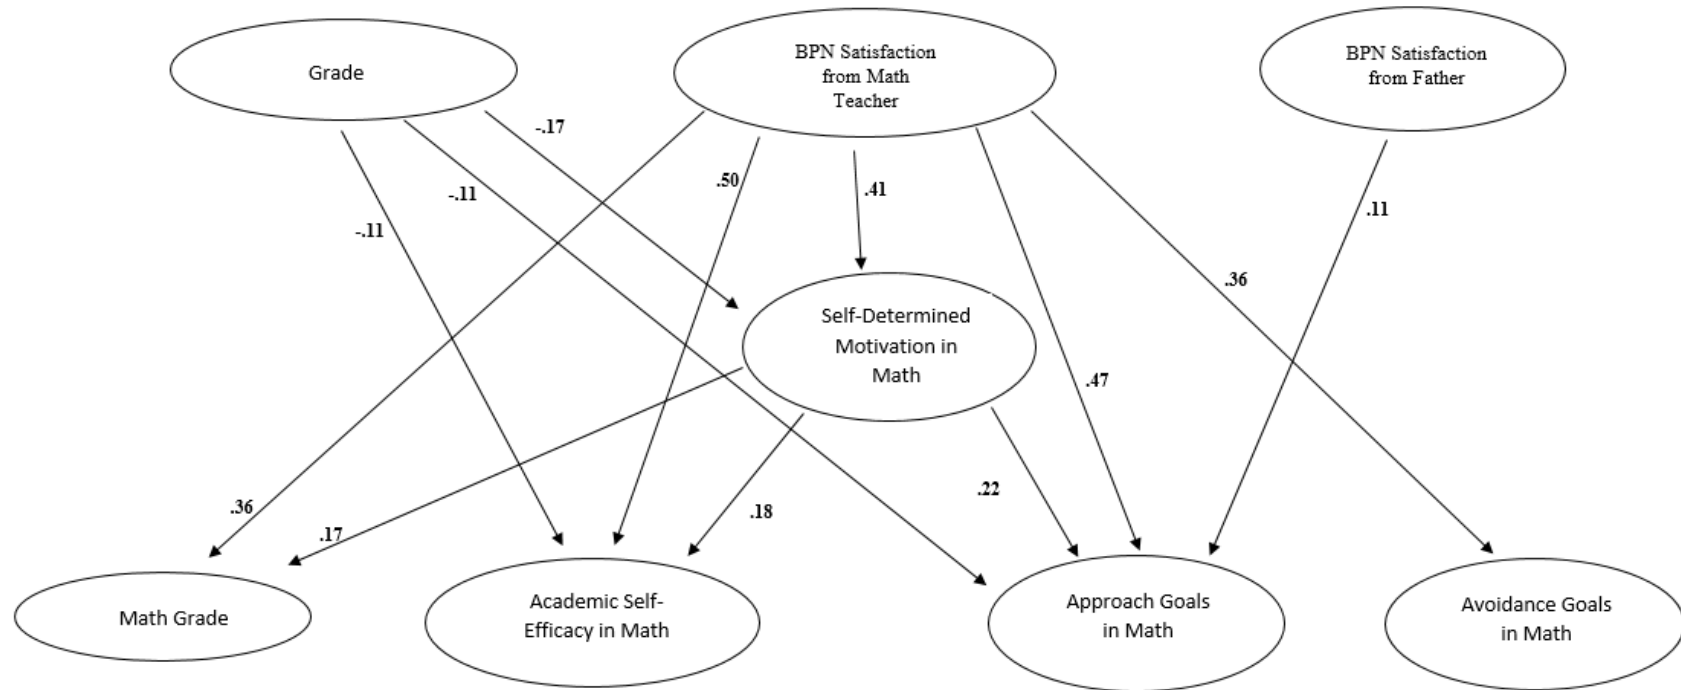 Grade
BPN Satisfaction
from Math
Teacher
BPN Satisfaction
from Father
-.17
-.11
-.11
.50
.41
.11
.36
Self-Determined
Motivation in
Math
.47
.36
.17
.18
.22
Math Grade
Academic Self-
Efficacy in Math
Approach Goals
in Math
Avoidance Goals
in Math